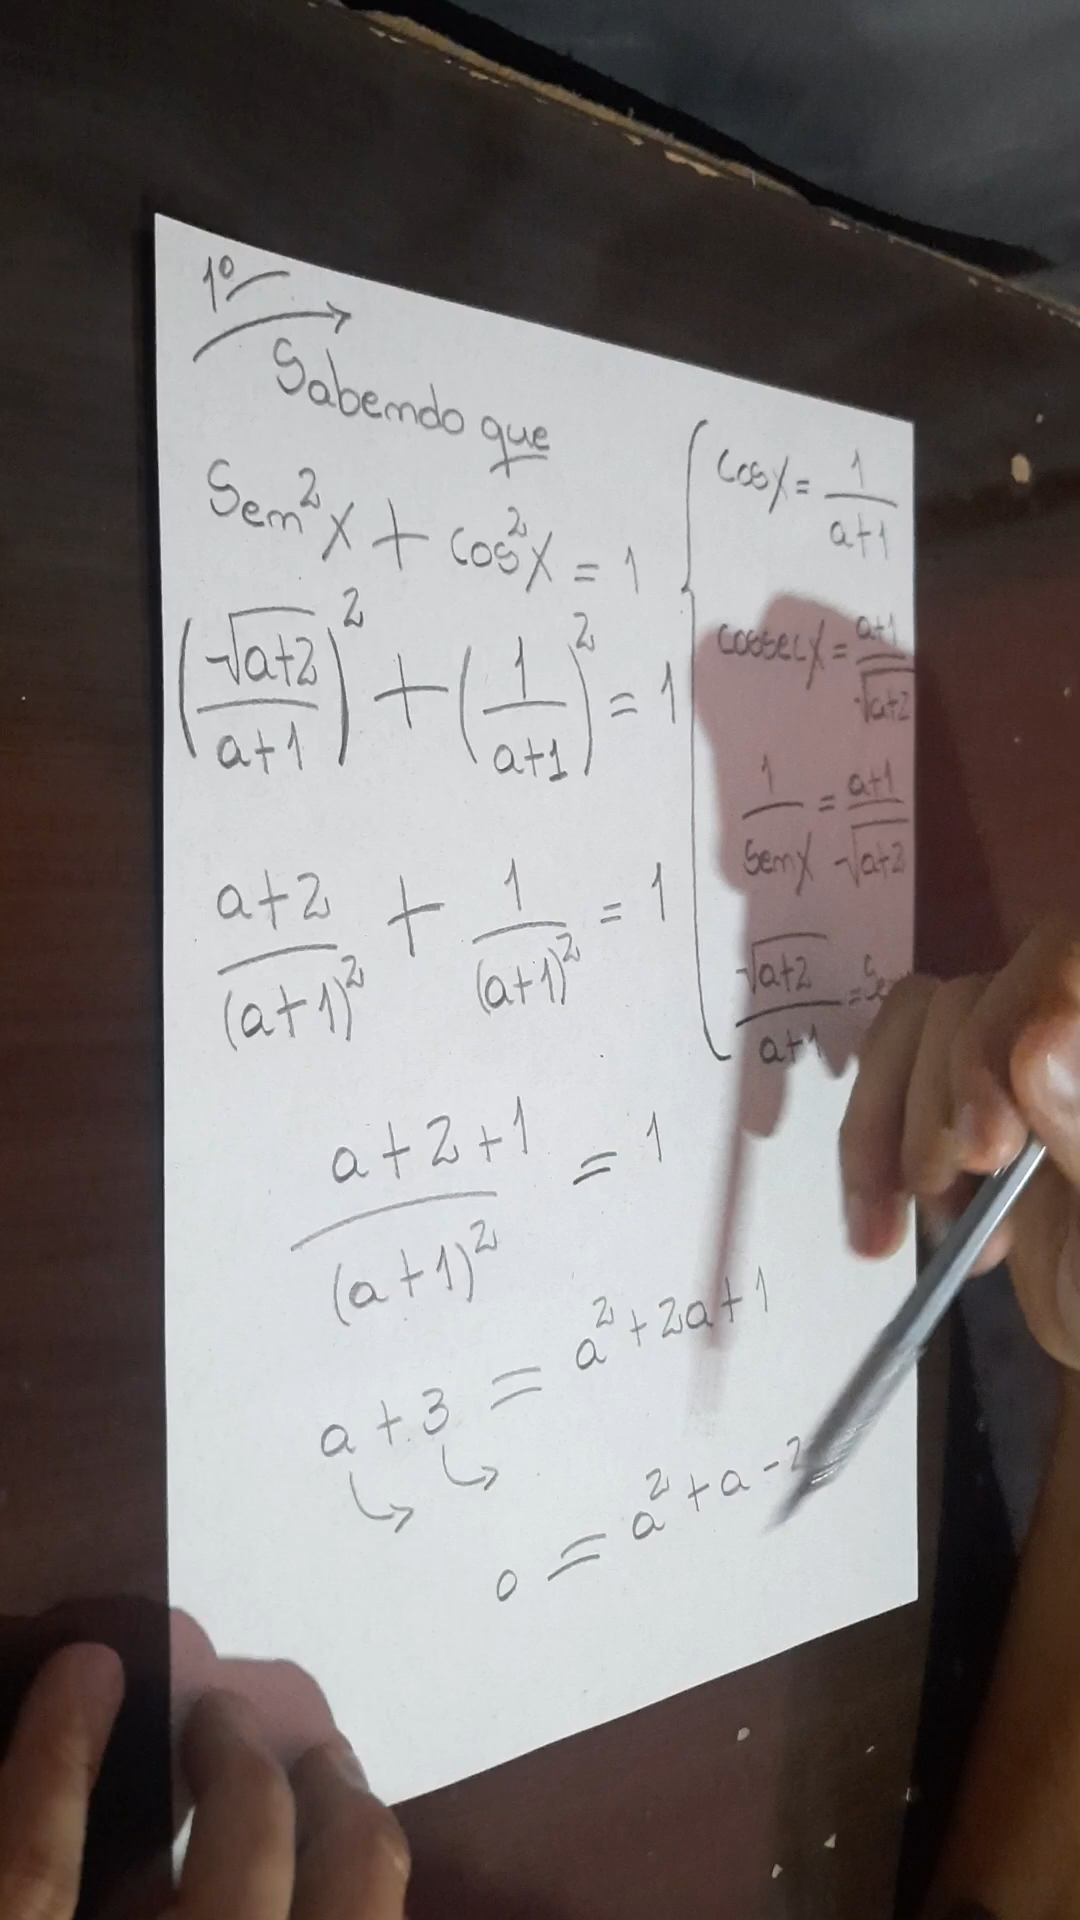 1º
Sabendo que
Sen²x + cos²x = 1
(√a+2 / a+1)² + (1 / a+1)² = 1
a+2 / (a+1)² + 1 / (a+1)² = 1
a+2+1 / (a+1)² = 1
a+3 = a²+2a+1
0 = a²+a-2
cosx = 1 / a+1
cossecx = a+1 / √a+2
1 / senx = a+1 / √a+2
√a+2 / a+1 =